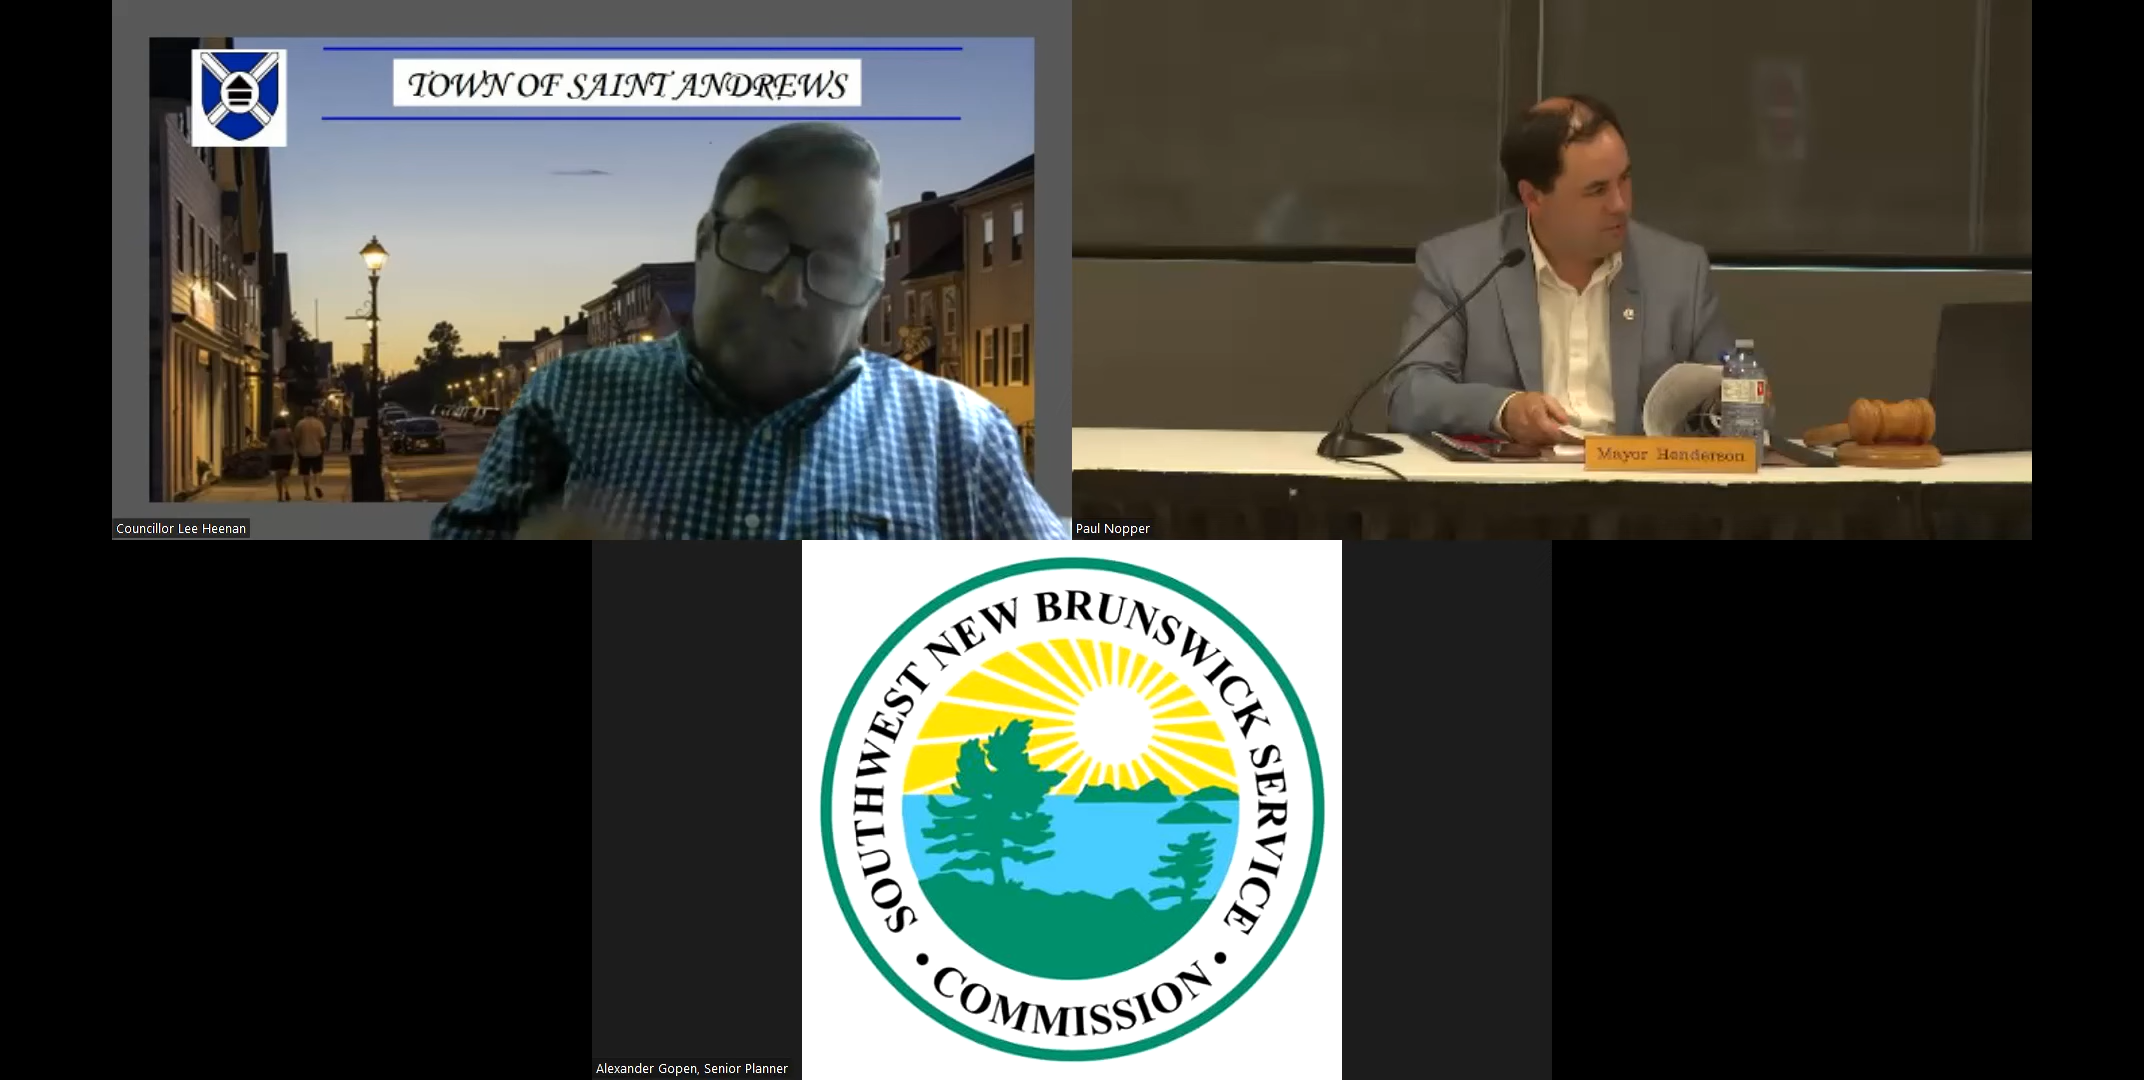 TOWN OF SAINT ANDREWS
Councillor Lee Heenan
Mayor Henderson
Paul Nopper
SOUTHWEST NEW BRUNSWICK SERVICE
• COMMISSION •
Alexander Gopen, Senior Planner